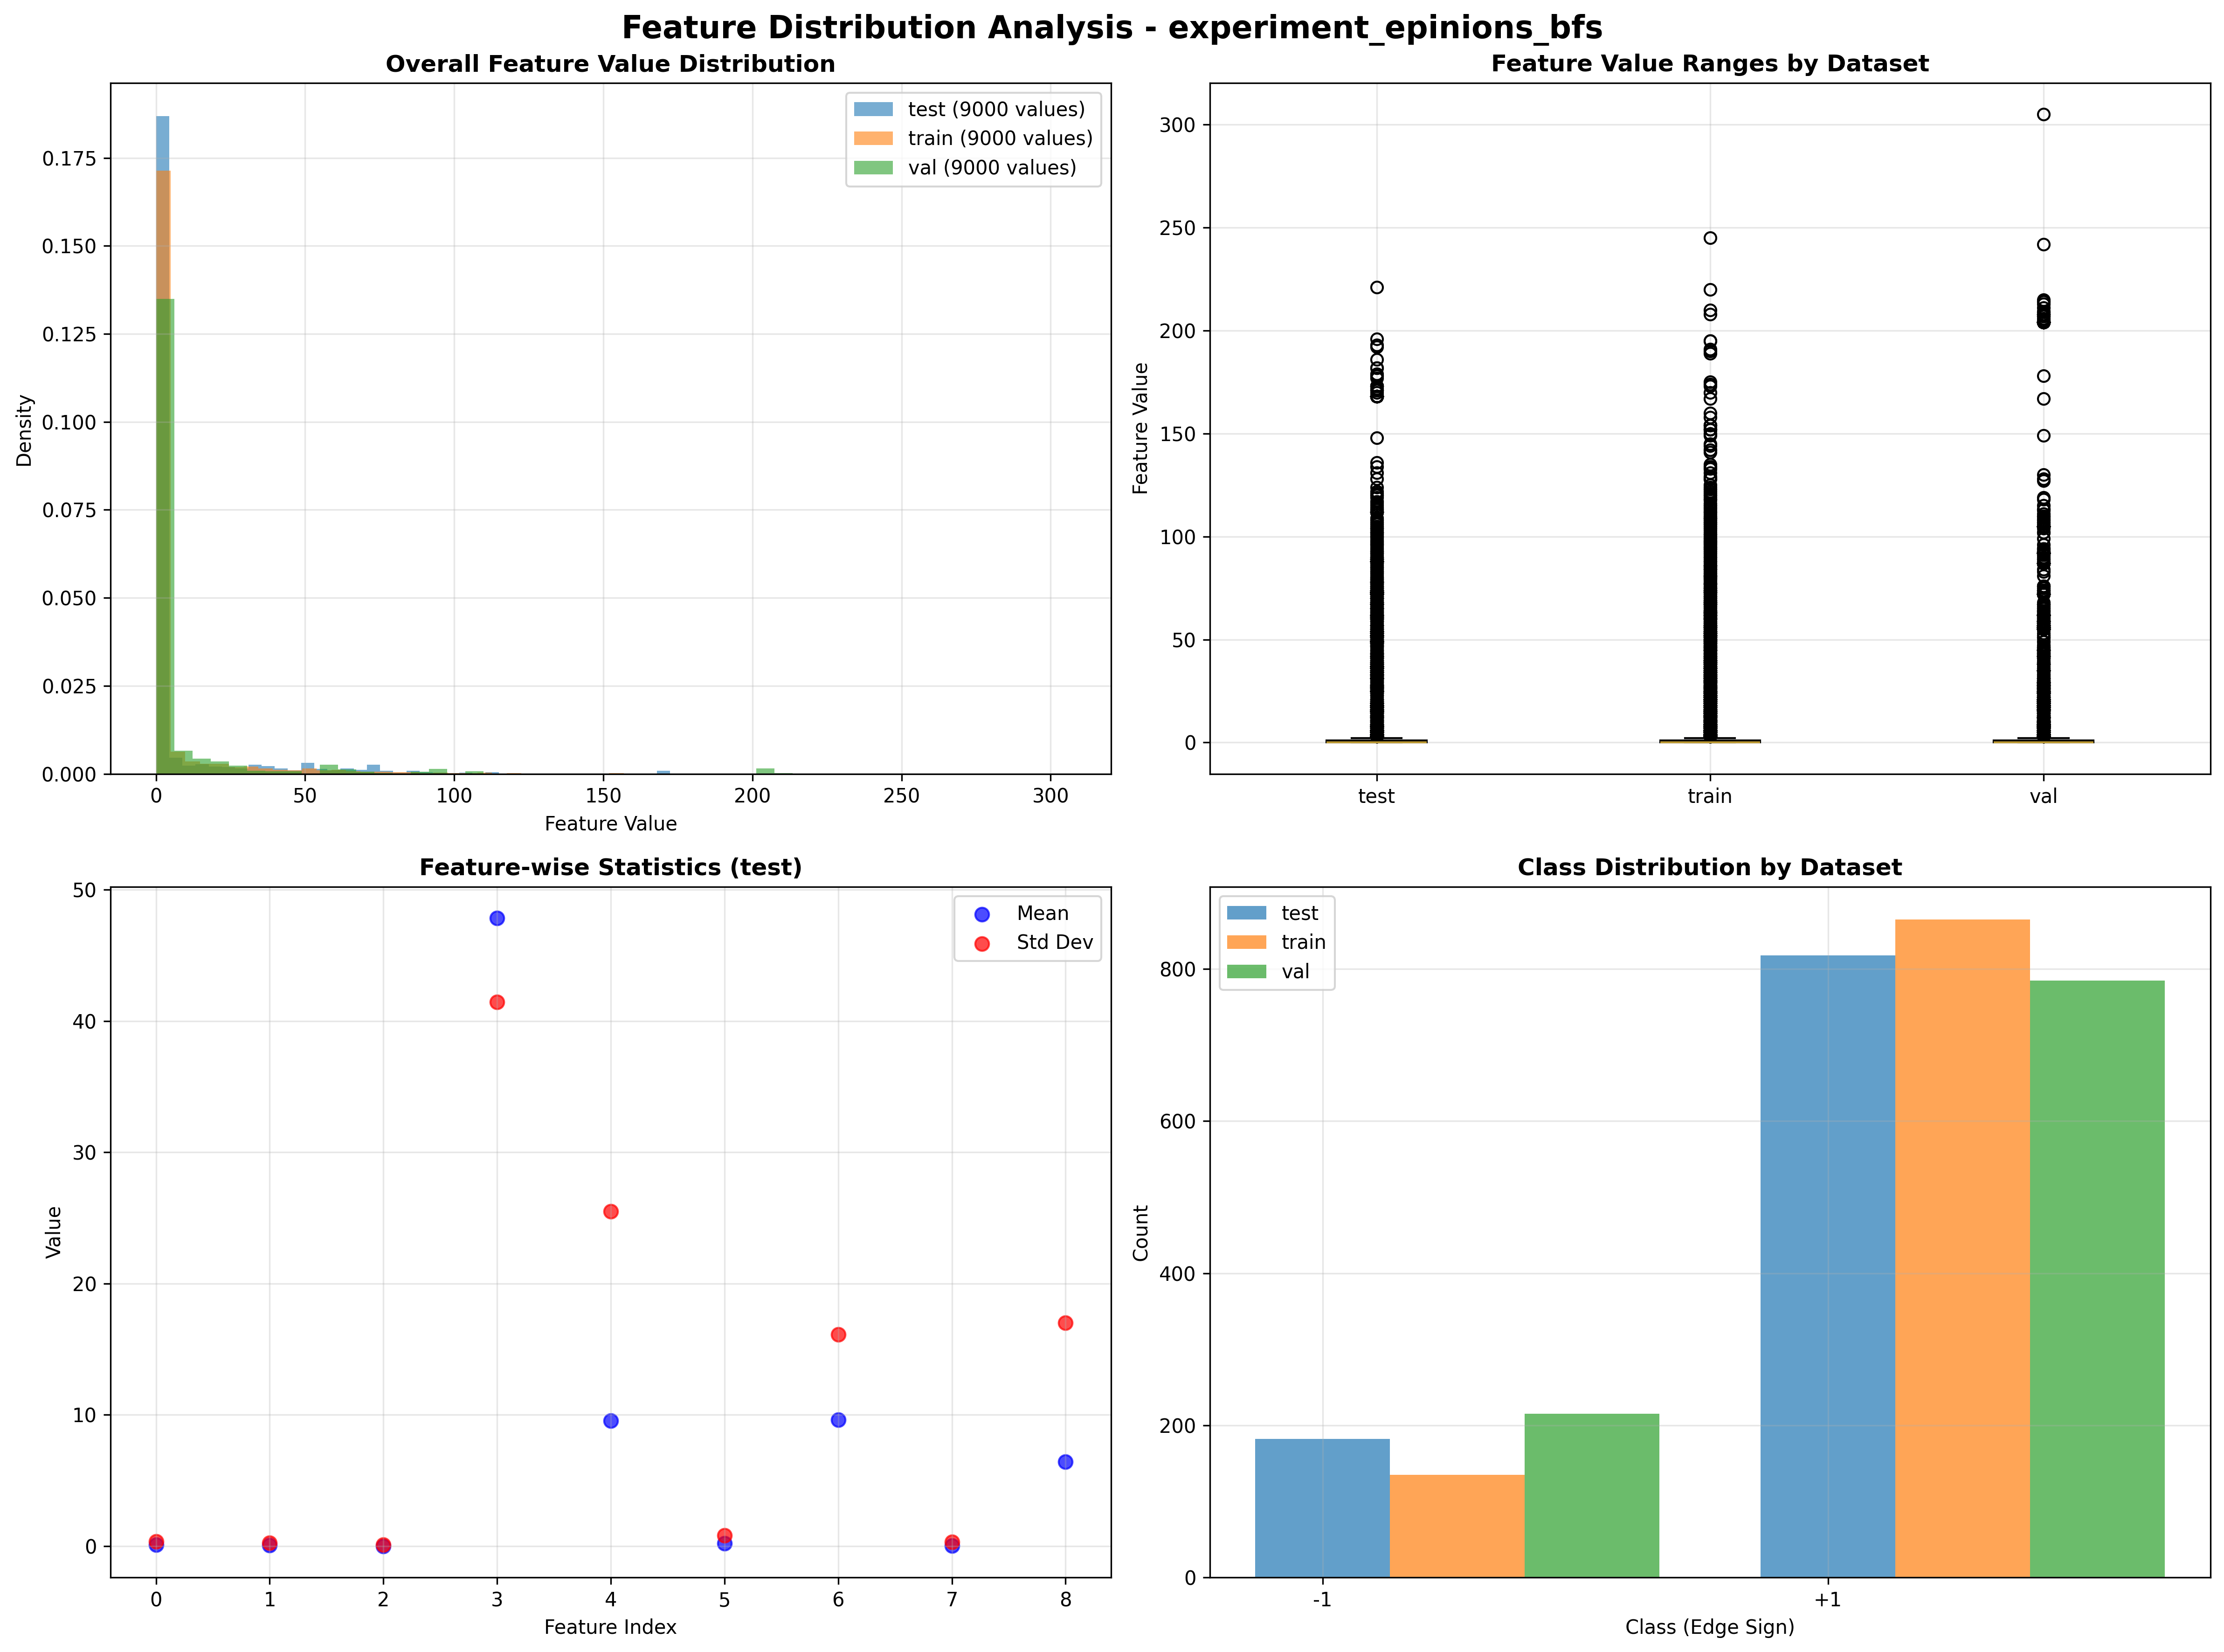 Feature Distribution Analysis - experiment_epinions_bfs
Overall Feature Value Distribution
test (9000 values)
train (9000 values)
val (9000 values)
0.175
0.150
0.125
0.100
0.075
0.050
0.025
0.000
Density
0 50 100 150 200 250 300
Feature Value
Feature Value Ranges by Dataset
300
250
200
150
100
50
0
Feature Value
test train val
Feature-wise Statistics (test)
Mean
Std Dev
50
40
30
20
10
0
Value
0 1 2 3 4 5 6 7 8
Feature Index
Class Distribution by Dataset
test
train
val
800
600
400
200
0
Count
-1 +1
Class (Edge Sign)